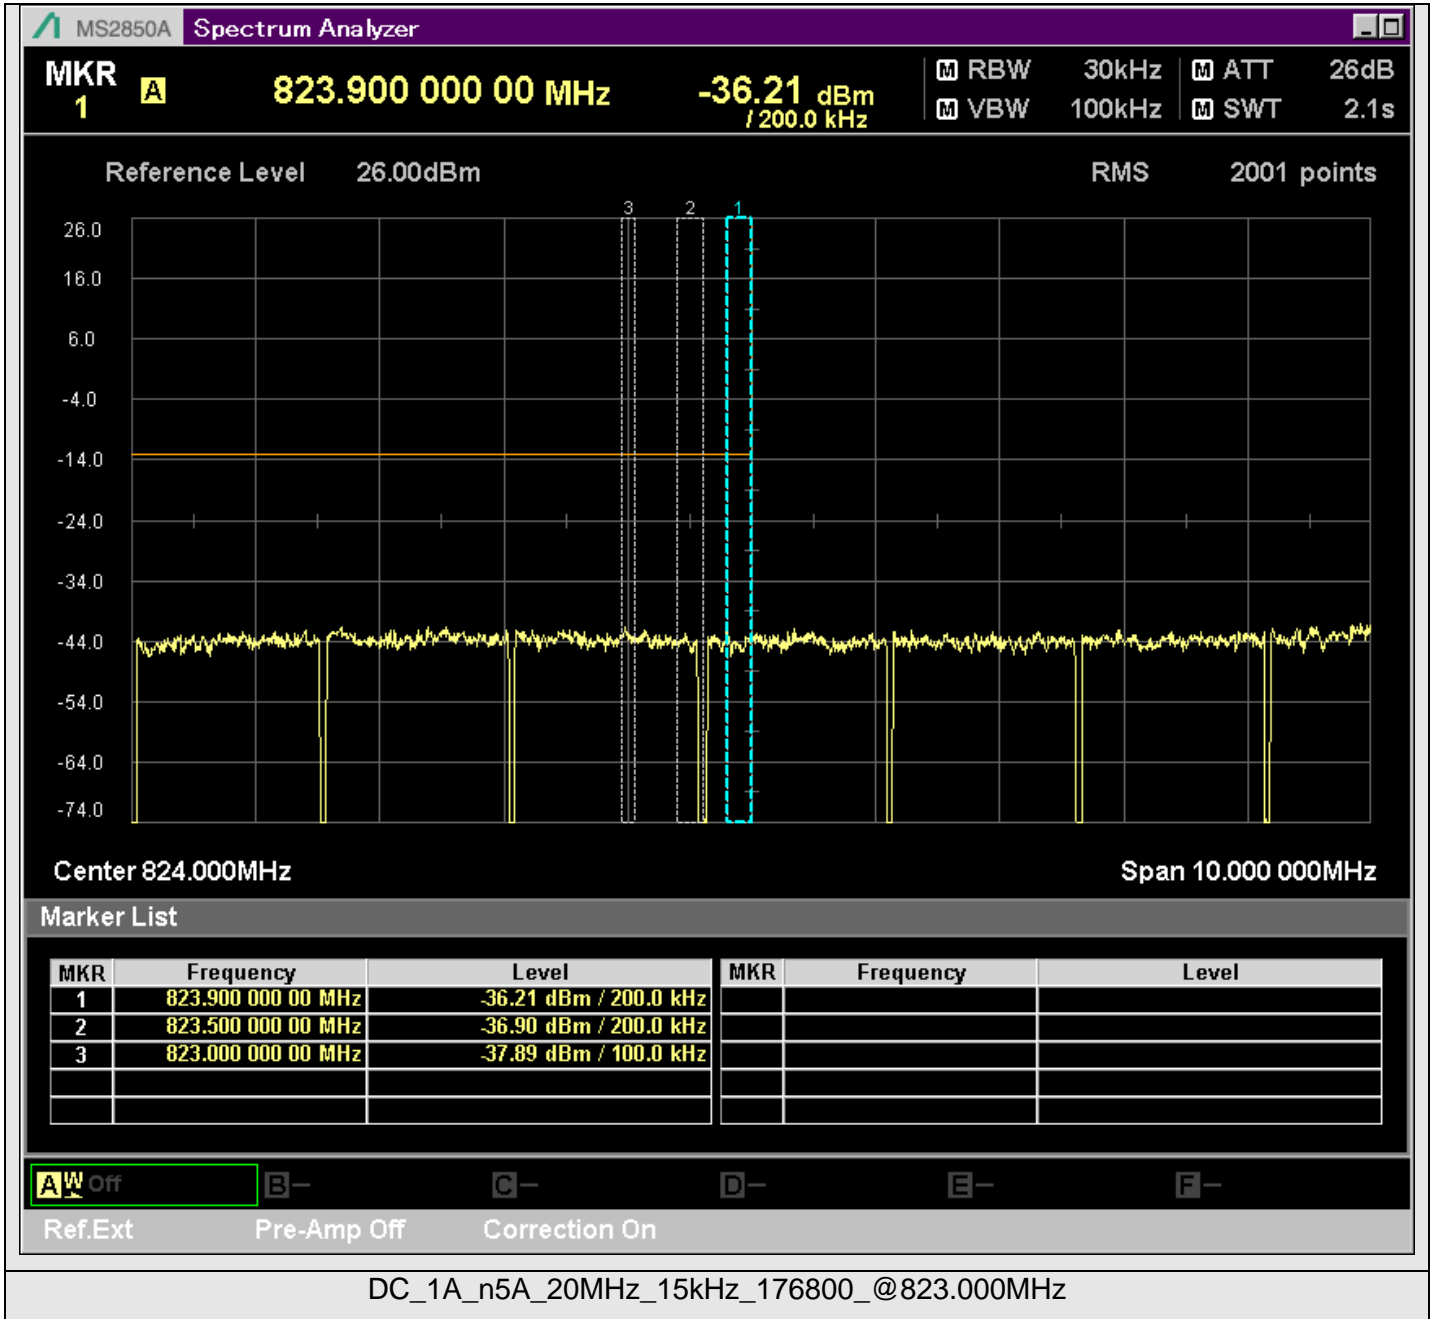 MS2850A Spectrum Analyzer
MKR 1 A 823.900 000 00 MHz -36.21 dBm / 200.0 kHz
M RBW 30kHz M ATT 26dB
M VBW 100kHz M SWT 2.1s
Reference Level 26.00dBm RMS 2001 points
3 2 1
26.0
16.0
6.0
-4.0
-14.0
-24.0
-34.0
-44.0
-54.0
-64.0
-74.0
Center 824.000MHz Span 10.000 000MHz
Marker List
MKR Frequency Level MKR Frequency Level
1 823.900 000 00 MHz -36.21 dBm / 200.0 kHz
2 823.500 000 00 MHz -36.90 dBm / 200.0 kHz
3 823.000 000 00 MHz -37.89 dBm / 100.0 kHz
A W Off B – C – D – E – F –
Ref.Ext Pre-Amp Off Correction On
DC_1A_n5A_20MHz_15kHz_176800_@823.000MHz